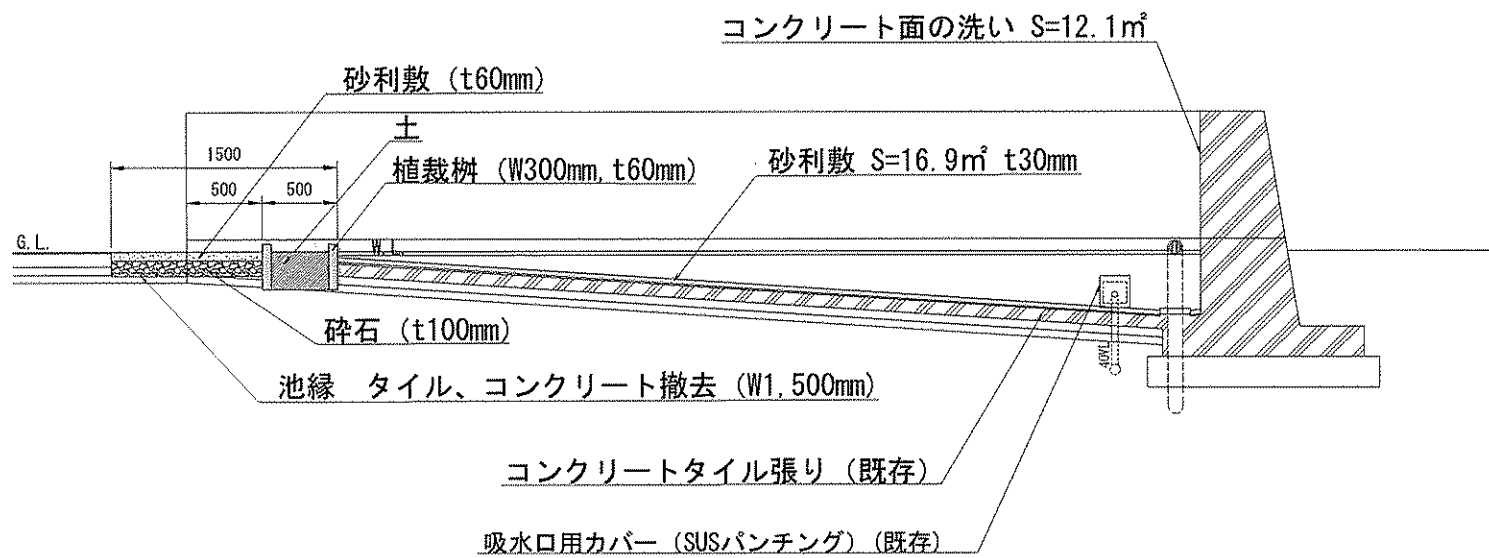 コンクリート面の洗い S=12.1㎡
砂利敷 (t60mm)
土
1500
植裁桝 (W300mm, t60mm)
砂利敷 S=16.9㎡ t30mm
500
500
G.L.
W.L.
砕石 (t100mm)
40VL
池縁 タイル、コンクリート撤去 (W1,500mm)
コンクリートタイル張り (既存)
吸水口用カバー (SUSパンチング) (既存)